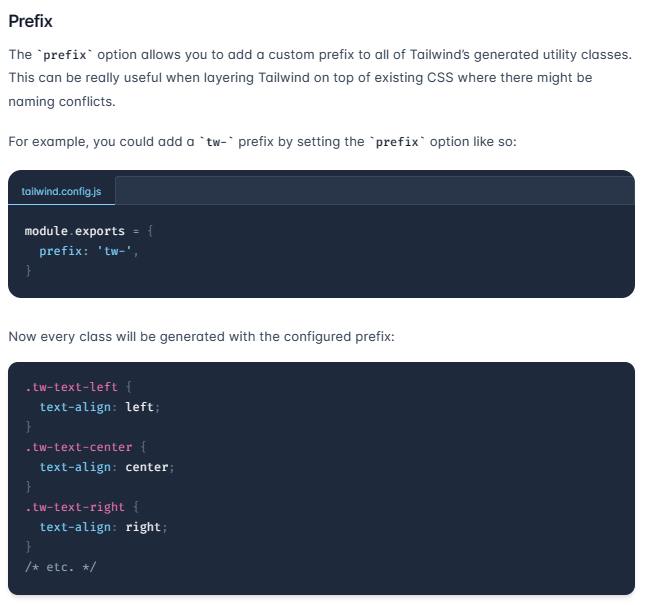 Prefix
The `prefix` option allows you to add a custom prefix to all of Tailwind's generated utility classes.
This can be really useful when layering Tailwind on top of existing CSS where there might be
naming conflicts.
For example, you could add a `tw-` prefix by setting the `prefix` option like so:
tailwind.config.js
module.exports = {
  prefix: 'tw-',
}
Now every class will be generated with the configured prefix:
.tw-text-left {
  text-align: left;
}
.tw-text-center {
  text-align: center;
}
.tw-text-right {
  text-align: right;
}
/* etc. */